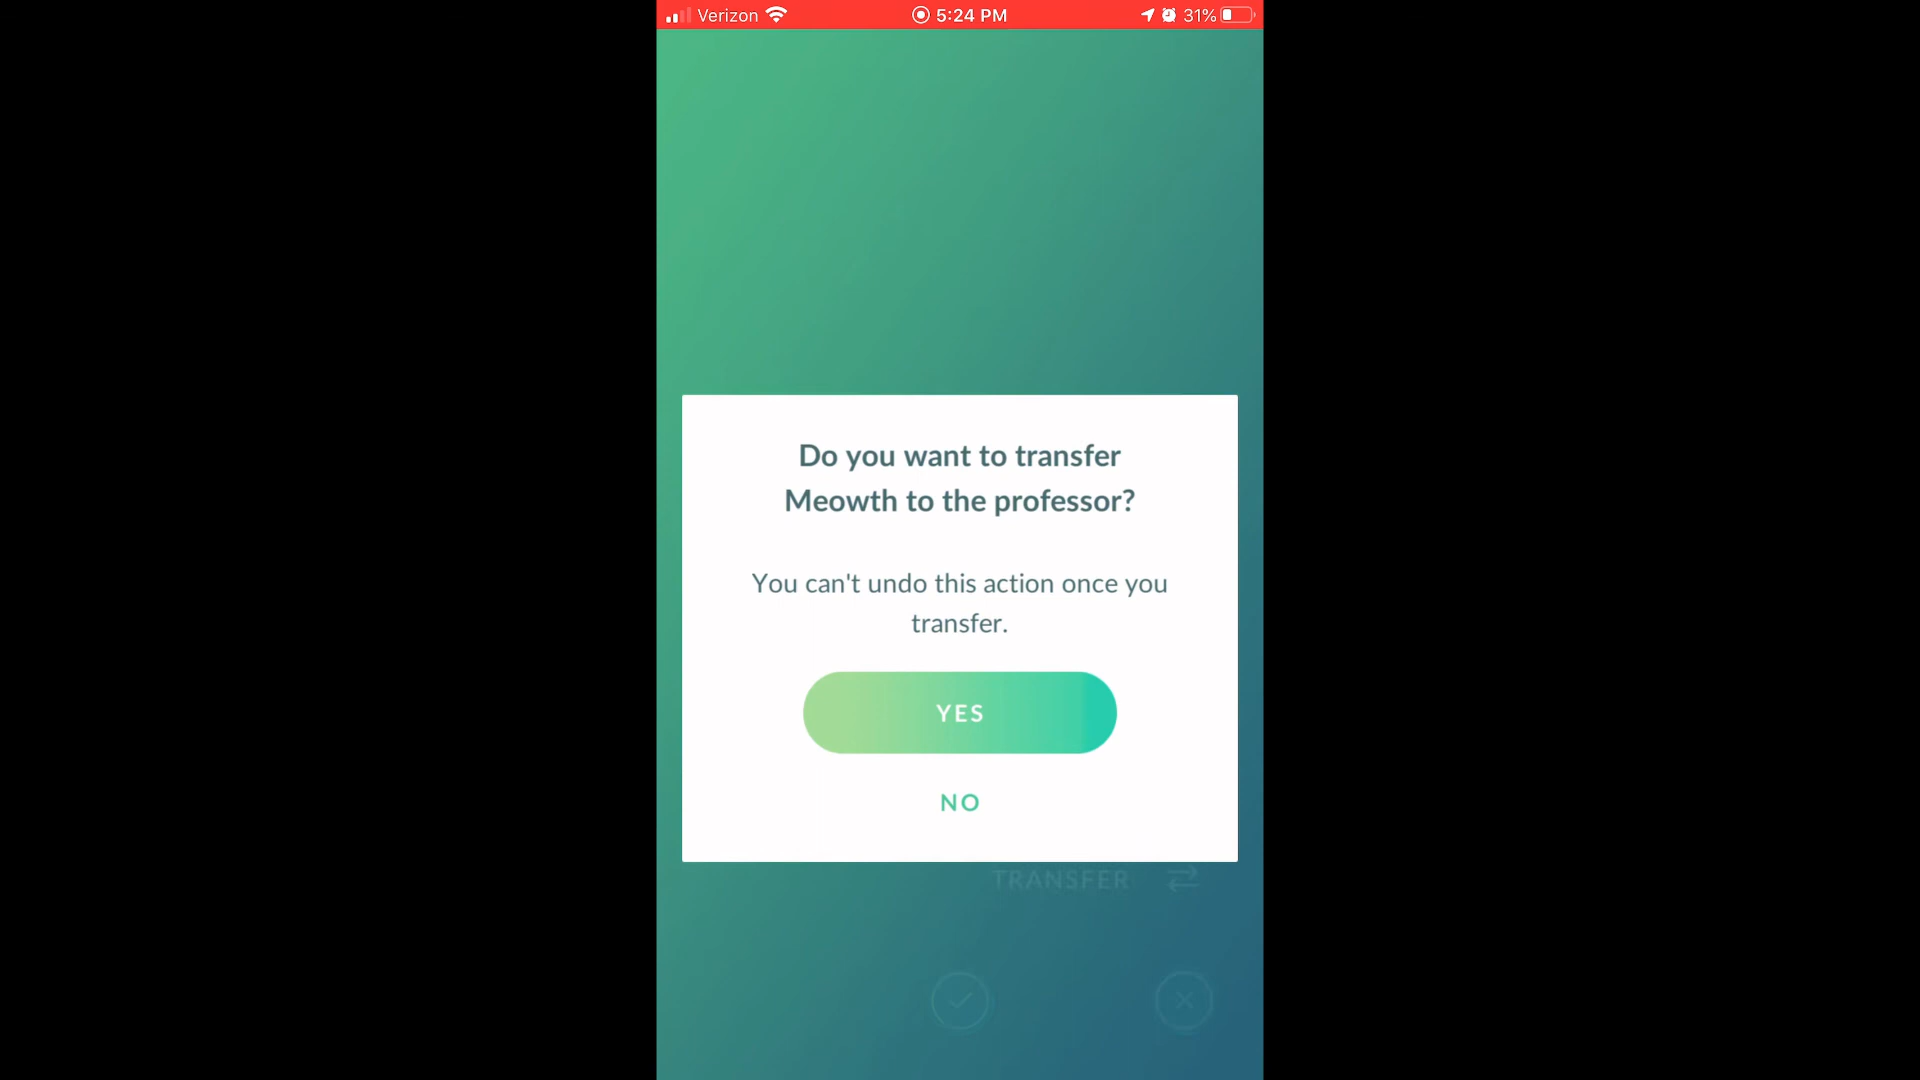 Verizon 5:24 PM 31%
Do you want to transfer
Meowth to the professor?
You can't undo this action once you
transfer.
YES
NO
TRANSFER